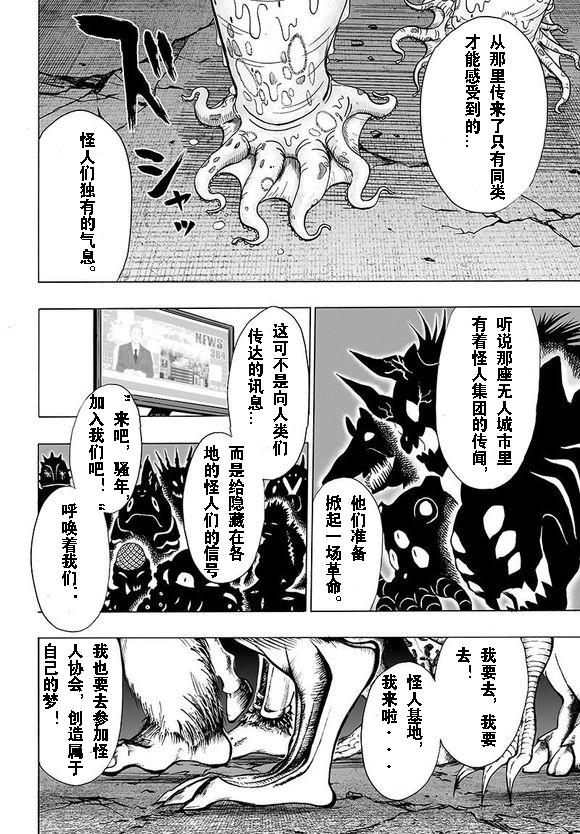 从那里传来了只有同类
才能感受到的...
怪人们独有的气息。
ズズ
ジャ
听说那座无人城市里
有着怪人集团的传闻,
他们准备
掀起一场革命。
NEWS
364
这可不是向人类们
传达的讯息...
而是给隐藏在各
地的怪人们的信号
“来吧,骚年,
加入我们吧!”
呼唤着我们..
我要去,我要
去!
怪人基地,
我来啦...
我也要去参加怪
人协会,创造属于
自己的梦!